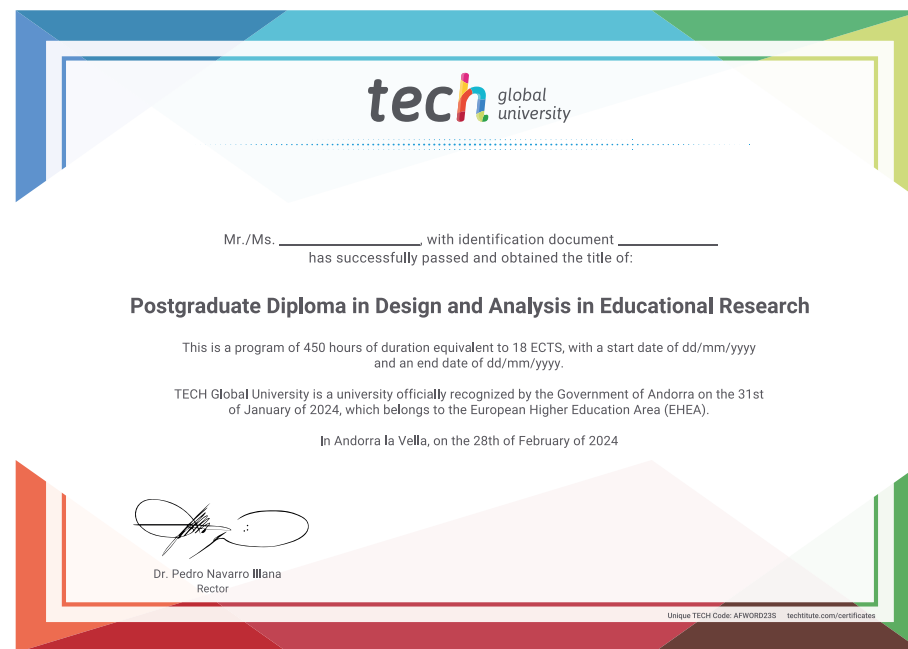 tech global university
Mr./Ms. ______________, with identification document __________
has successfully passed and obtained the title of:
Postgraduate Diploma in Design and Analysis in Educational Research
This is a program of 450 hours of duration equivalent to 18 ECTS, with a start date of dd/mm/yyyy
and an end date of dd/mm/yyyy.
TECH Global University is a university officially recognized by the Government of Andorra on the 31st
of January of 2024, which belongs to the European Higher Education Area (EHEA).
In Andorra la Vella, on the 28th of February of 2024
Dr. Pedro Navarro Illana
Rector
Unique TECH Code: AFWORD23S techtitute.com/certificates